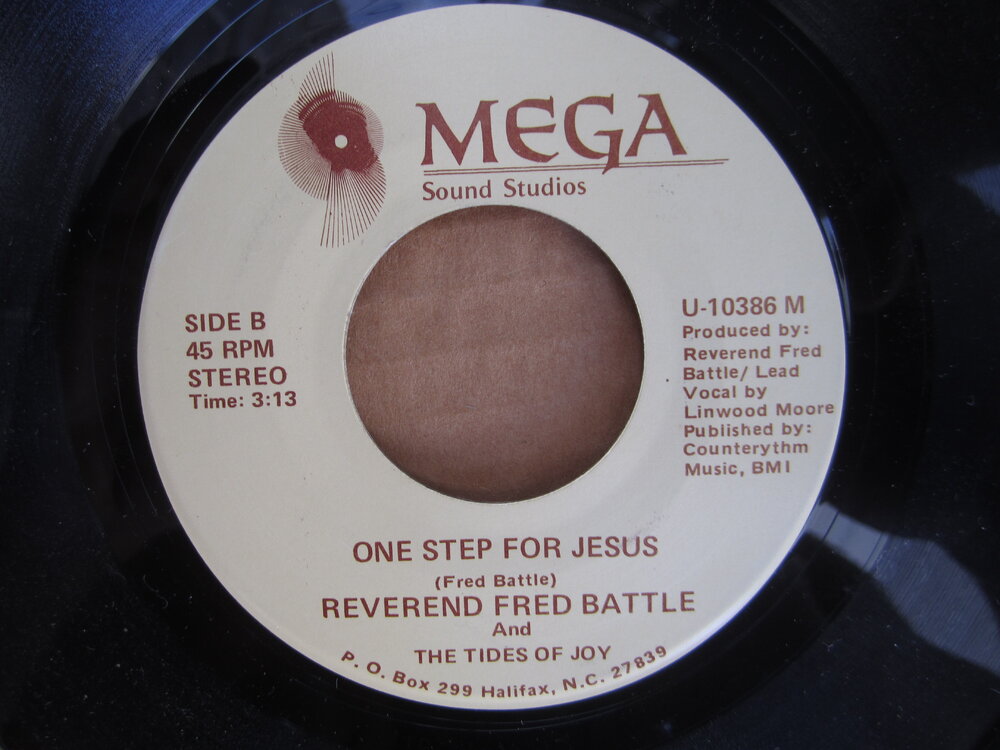 MEGA
Sound Studios
SIDE B
45 RPM
STEREO
Time: 3:13
U-10386 M
Produced by:
Reverend Fred
Battle/ Lead
Vocal by
Linwood Moore
Published by:
Counterythm
Music, BMI
ONE STEP FOR JESUS
(Fred Battle)
REVEREND FRED BATTLE
And
THE TIDES OF JOY
P. O. Box 299 Halifax, N.C. 27839